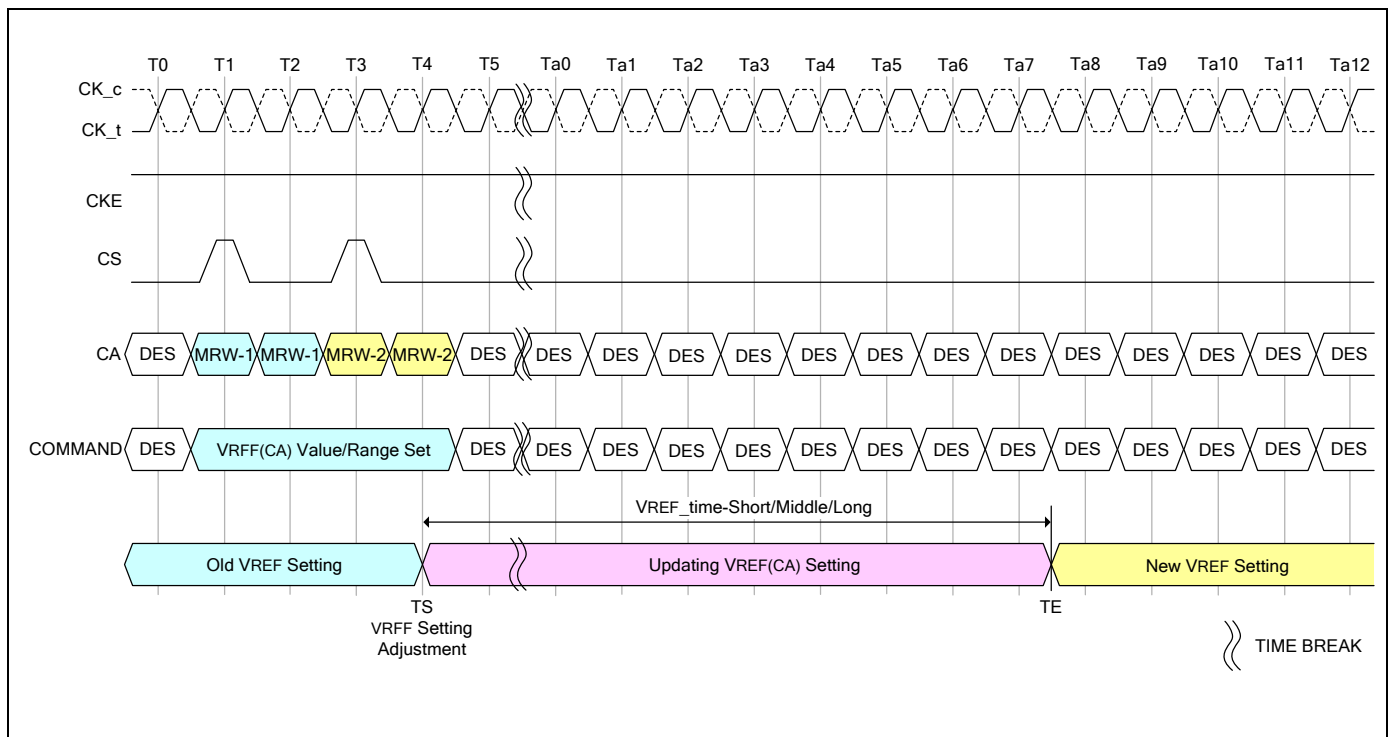 T0 T1 T2 T3 T4 T5 Ta0 Ta1 Ta2 Ta3 Ta4 Ta5 Ta6 Ta7 Ta8 Ta9 Ta10 Ta11 Ta12
CK_c
CK_t
CKE
CS
CA DES MRW-1 MRW-1 MRW-2 MRW-2 DES DES DES DES DES DES DES DES DES DES DES DES DES DES
COMMAND DES VRFF(CA) Value/Range Set DES DES DES DES DES DES DES DES DES DES DES DES DES DES
VREF_time-Short/Middle/Long
Old VREF Setting Updating VREF(CA) Setting New VREF Setting
TS TE
VRFF Setting
Adjustment
TIME BREAK